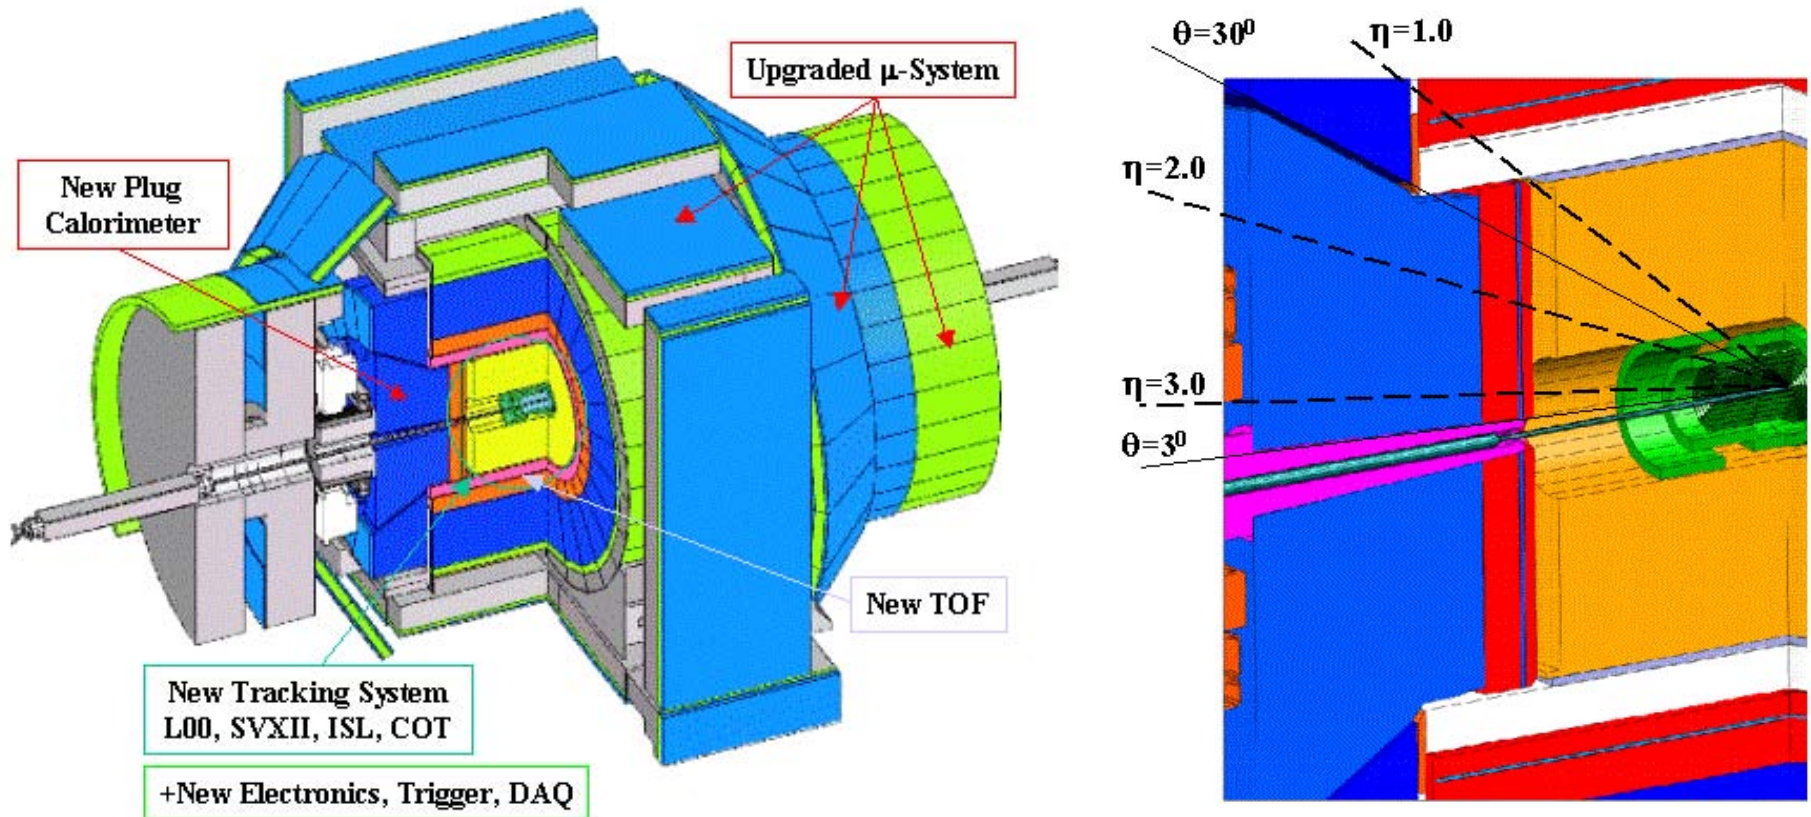 Upgraded μ-System
New Plug
Calorimeter
New TOF
New Tracking System
L00, SVXII, ISL, COT
+New Electronics, Trigger, DAQ
θ=30⁰
η=1.0
η=2.0
η=3.0
θ=3⁰